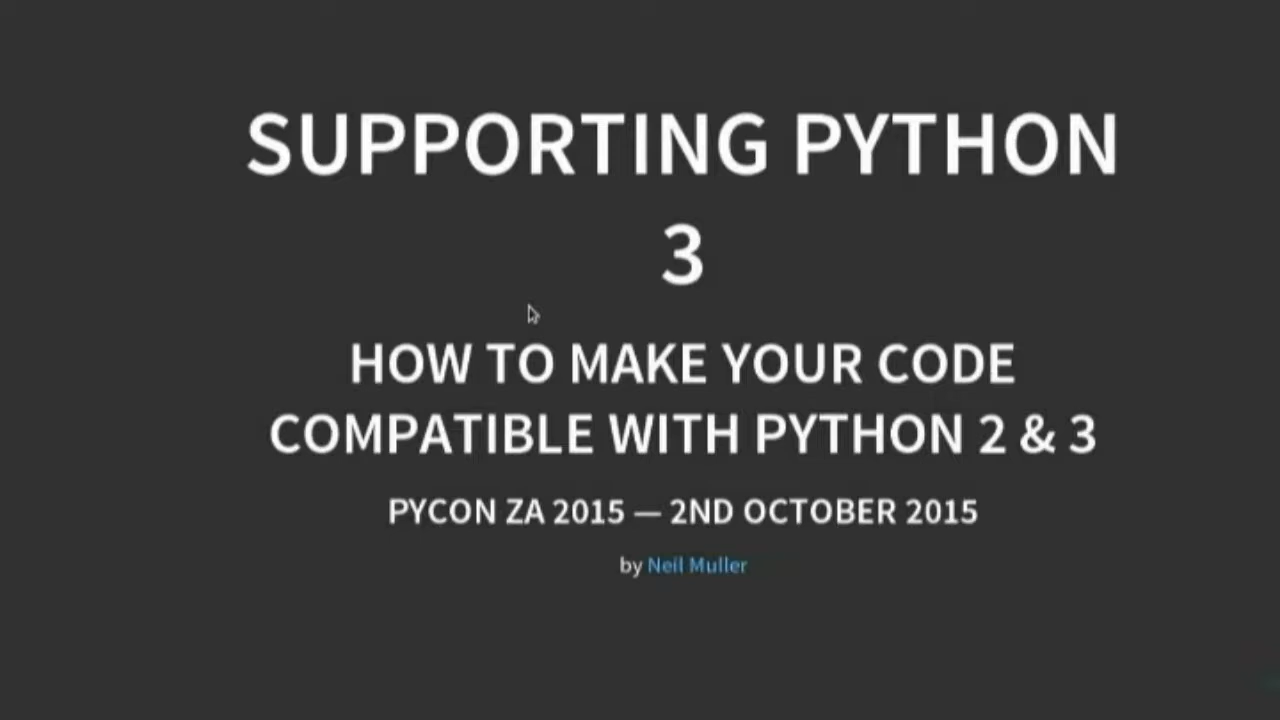 SUPPORTING PYTHON
3
HOW TO MAKE YOUR CODE
COMPATIBLE WITH PYTHON 2 & 3
PYCON ZA 2015 — 2ND OCTOBER 2015
by Neil Muller